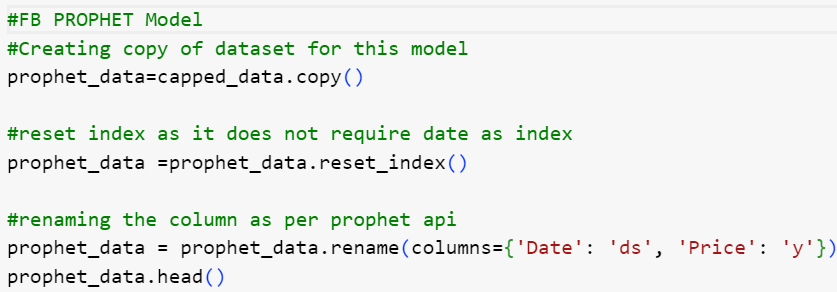 #FB PROPHET Model
#Creating copy of dataset for this model
prophet_data=capped_data.copy()
#reset index as it does not require date as index
prophet_data =prophet_data.reset_index()
#renaming the column as per prophet api
prophet_data = prophet_data.rename(columns={'Date': 'ds', 'Price': 'y'})
prophet_data.head()